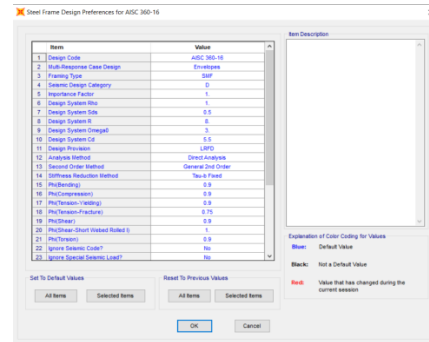 Steel Frame Design Preferences for AISC 360-16
Item Value
1 Design Code AISC 360-16
2 Multi-Response Case Design Envelopes
3 Framing Type SMF
4 Seismic Design Category D
5 Importance Factor 1.
6 Design System Rho 1.
7 Design System Sds 0.5
8 Design System R 8.
9 Design System Omega0 3.
10 Design System Cd 5.5
11 Design Provision LRFD
12 Analysis Method Direct Analysis
13 Second Order Method General 2nd Order
14 Stiffness Reduction Method Tau-b Fixed
15 Phi(Bending) 0.9
16 Phi(Compression) 0.9
17 Phi(Tension-Yielding) 0.9
18 Phi(Tension-Fracture) 0.75
19 Phi(Shear) 0.9
20 Phi(Shear-Short Webed Rolled I) 1.
21 Phi(Torsion) 0.9
22 Ignore Seismic Code? No
23 Ignore Special Seismic Load? No
Set To Default Values
All Items Selected Items
Reset To Previous Values
All Items Selected Items
Item Description
Explanation of Color Coding for Values
Blue: Default Value
Black: Not a Default Value
Red: Value that has changed during the
current session
OK Cancel